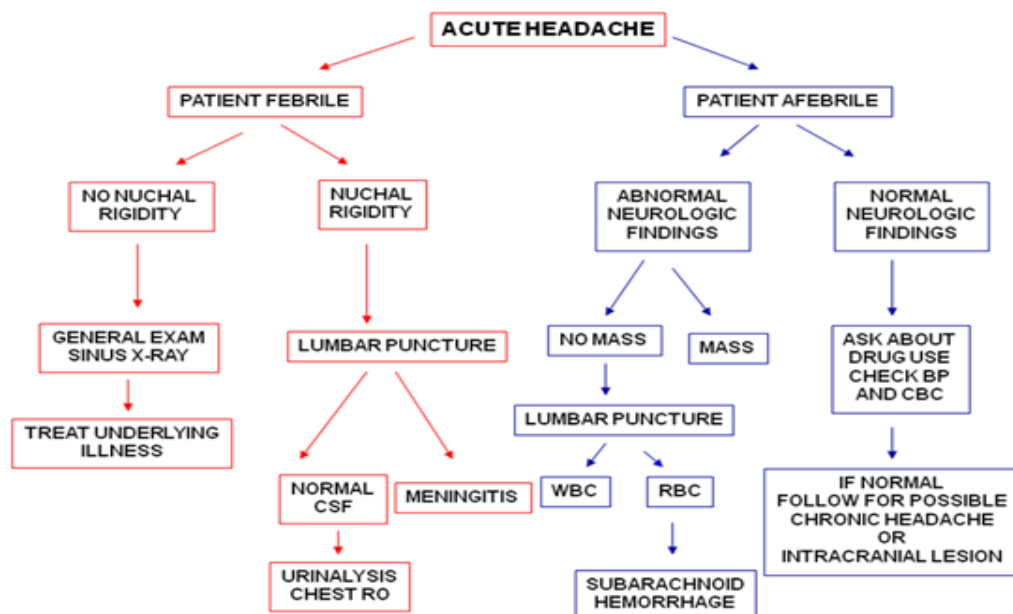 ACUTE HEADACHE
PATIENT FEBRILE
PATIENT AFEBRILE
NO NUCHAL
RIGIDITY
NUCHAL
RIGIDITY
ABNORMAL
NEUROLOGIC
FINDINGS
NORMAL
NEUROLOGIC
FINDINGS
GENERAL EXAM
SINUS X-RAY
LUMBAR PUNCTURE
NO MASS
MASS
ASK ABOUT
DRUG USE
CHECK BP
AND CBC
TREAT UNDERLYING
ILLNESS
LUMBAR PUNCTURE
NORMAL
CSF
MENINGITIS
WBC
RBC
IF NORMAL
FOLLOW FOR POSSIBLE
CHRONIC HEADACHE
OR
INTRACRANIAL LESION
URINALYSIS
CHEST RO
SUBARACHNOID
HEMORRHAGE